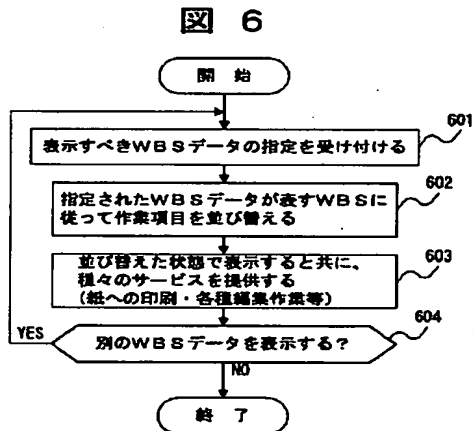 図 6
開 始
601
表示すべきWBSデータの指定を受け付ける
602
指定されたWBSデータが表すWBSに
従って作業項目を並び替える
603
並び替えた状態で表示すると共に、
種々のサービスを提供する
(紙への印刷・各種編集作業等)
604
YES
別のWBSデータを表示する?
NO
終 了